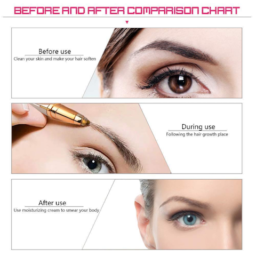 BEFORE AND AFTER COMPARISON CHART
Before use
Clean your skin and make your hair soften
During use
Following the hair growth place
After use
Use moisturizing cream to smear your body